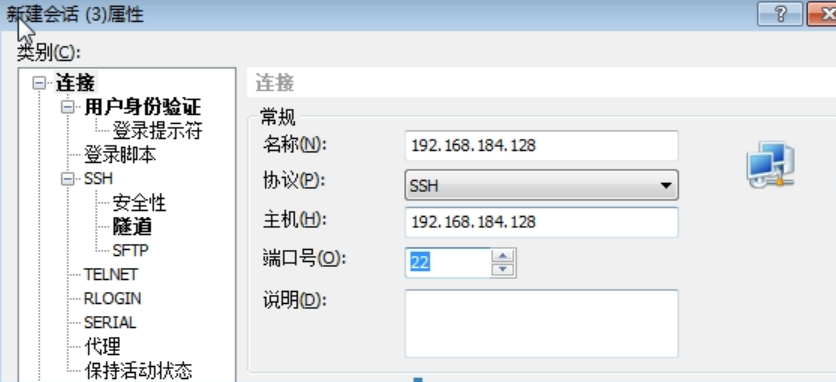 新建会话 (3)属性
类别(C):
连接
用户身份验证
登录提示符
登录脚本
SSH
安全性
隧道
SFTP
TELNET
RLOGIN
SERIAL
代理
保持活动状态
连接
常规
名称(N): 192.168.184.128
协议(P): SSH
主机(H): 192.168.184.128
端口号(O): 22
说明(D):